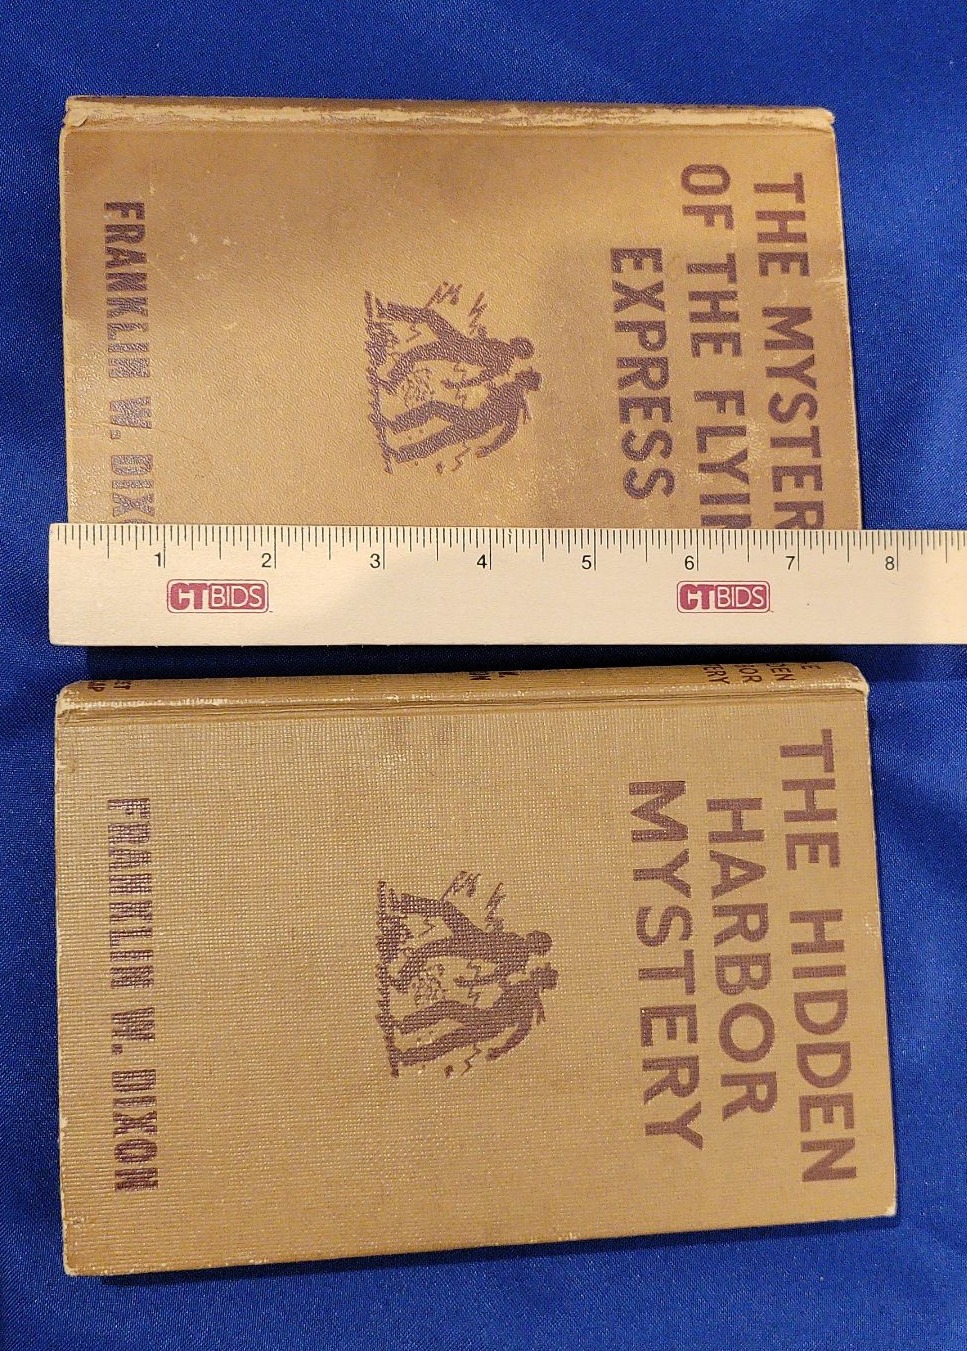 THE MYSTER
OF THE FLYIN
EXPRESS
FRANKLIN W. DIX
1 2 3 4 5 6 7 8
CTBIDS CTBIDS
THE HIDDEN
HARBOR
MYSTERY
FRANKLIN W. DIXON